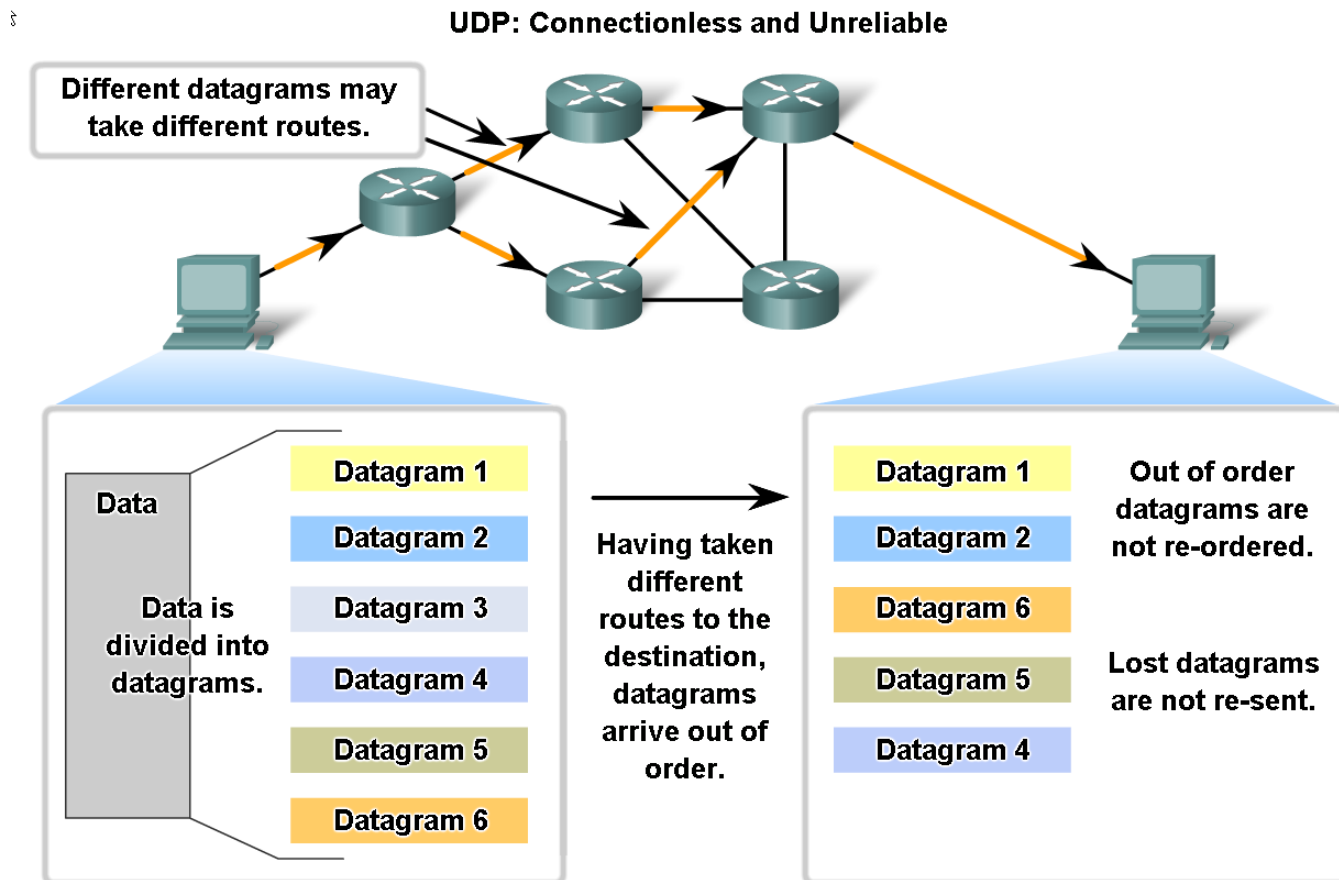 UDP: Connectionless and Unreliable
Different datagrams may
take different routes.
Data
Data is
divided into
datagrams.
Datagram 1
Datagram 2
Datagram 3
Datagram 4
Datagram 5
Datagram 6
Having taken
different
routes to the
destination,
datagrams
arrive out of
order.
Datagram 1
Datagram 2
Datagram 6
Datagram 5
Datagram 4
Out of order
datagrams are
not re-ordered.
Lost datagrams
are not re-sent.